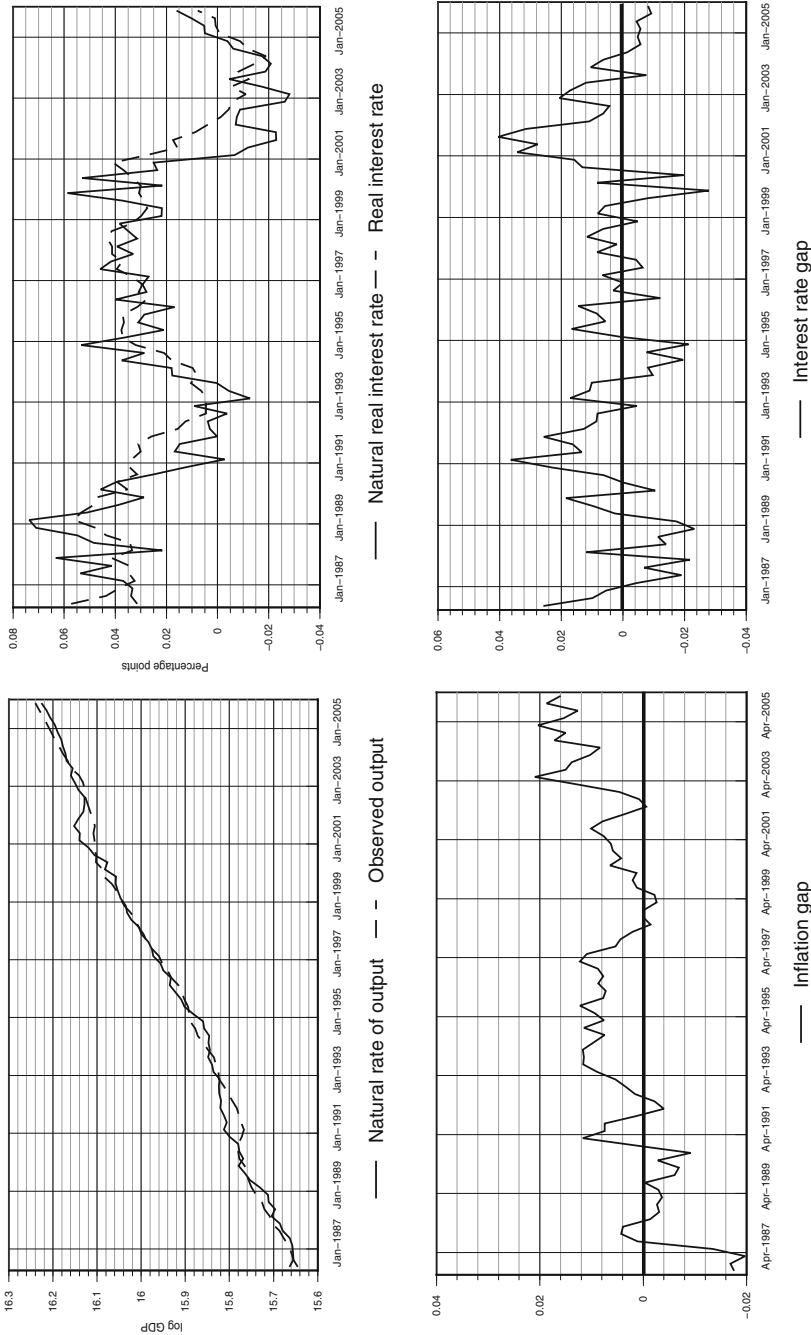 16.3
16.2
16.1
16
15.9
15.8
15.7
15.6
log GDP
Jan–1987
Jan–1989
Jan–1991
Jan–1993
Jan–1995
Jan–1997
Jan–1999
Jan–2001
Jan–2003
Jan–2005
Natural rate of output
Observed output
0.08
0.06
0.04
0.02
0
–0.02
–0.04
Percentage points
Jan–1987
Jan–1989
Jan–1991
Jan–1993
Jan–1995
Jan–1997
Jan–1999
Jan–2001
Jan–2003
Jan–2005
Natural real interest rate
Real interest rate
0.04
0.02
0
–0.02
Apr–1987
Apr–1989
Apr–1991
Apr–1993
Apr–1995
Apr–1997
Apr–1999
Apr–2001
Apr–2003
Apr–2005
Inflation gap
0.06
0.04
0.02
0
–0.02
–0.04
Jan–1987
Jan–1989
Jan–1991
Jan–1993
Jan–1995
Jan–1997
Jan–1999
Jan–2001
Jan–2003
Jan–2005
Interest rate gap